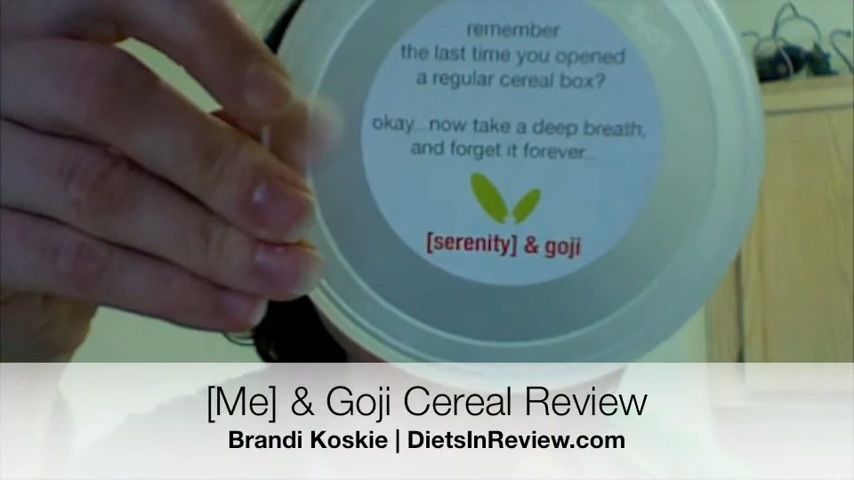 remember
the last time you opened
a regular cereal box?
okay...now take a deep breath,
and forget it forever...
[serenity] & goji
[Me] & Goji Cereal Review
Brandi Koskie | DietsInReview.com